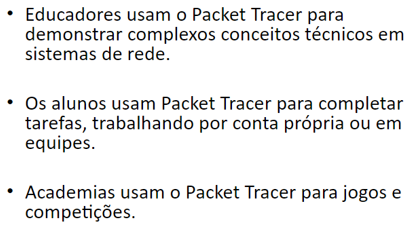 • Educadores usam o Packet Tracer para
demonstrar complexos conceitos técnicos em
sistemas de rede.
• Os alunos usam Packet Tracer para completar
tarefas, trabalhando por conta própria ou em
equipes.
• Academias usam o Packet Tracer para jogos e
competições.